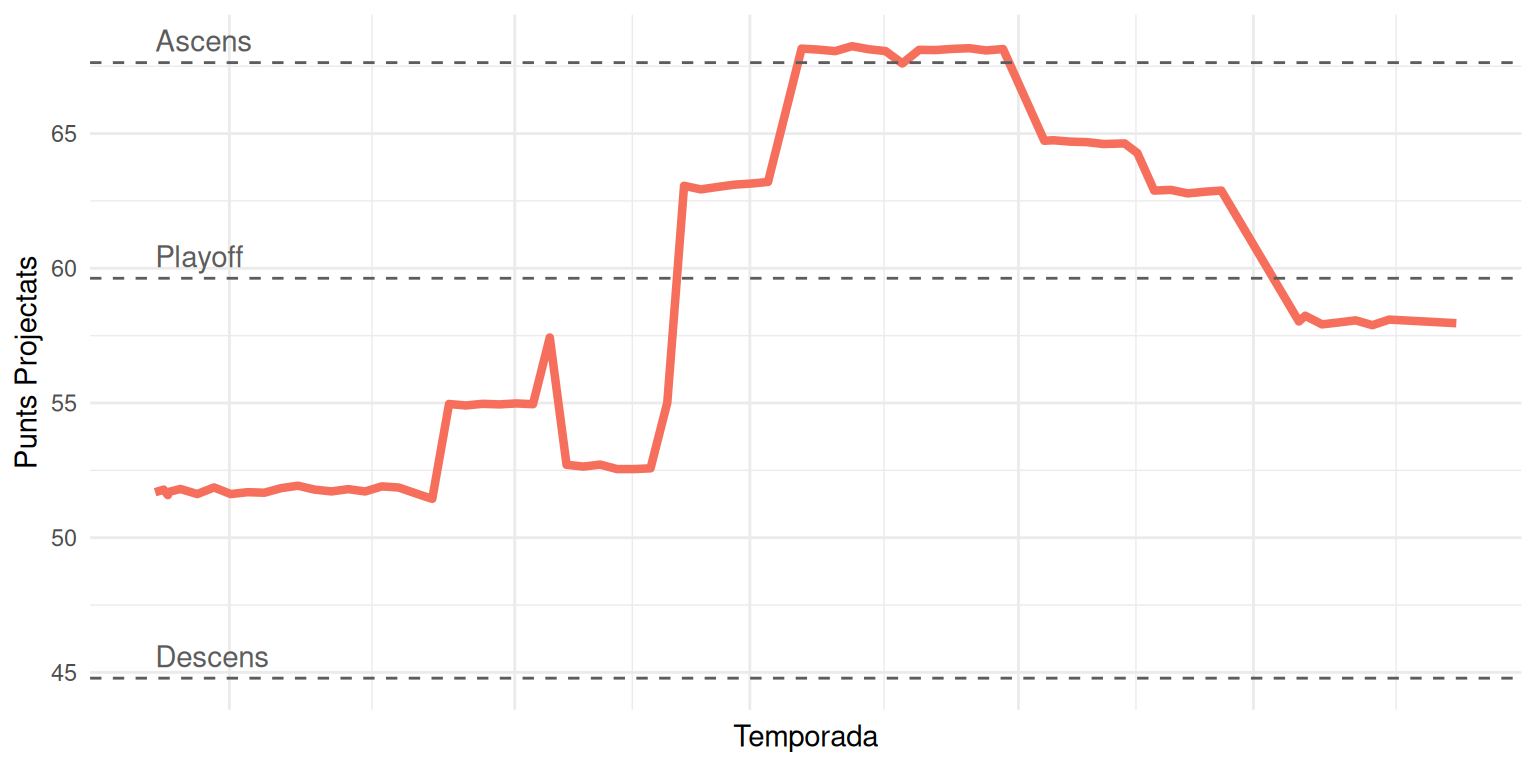 Ascens
65
Playoff
60
55
50
Descens
45
Punts Projectats
Temporada